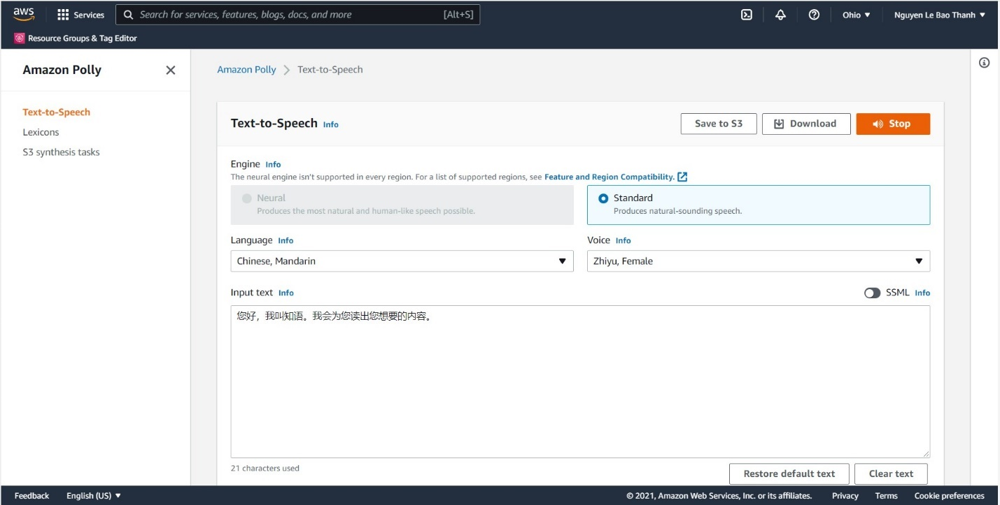 aws
Services
Search for services, features, blogs, docs, and more [Alt+S]
Ohio ▼
Nguyen Le Bao Thanh ▼
Resource Groups & Tag Editor
Amazon Polly
Text-to-Speech
Lexicons
S3 synthesis tasks
Amazon Polly > Text-to-Speech
Text-to-Speech Info
Save to S3
Download
Stop
Engine Info
The neural engine isn't supported in every region. For a list of supported regions, see Feature and Region Compatibility.
Neural
Produces the most natural and human-like speech possible.
Standard
Produces natural-sounding speech.
Language Info
Chinese, Mandarin
Voice Info
Zhiyu, Female
Input text Info
SSML Info
您好，我叫知语。我会为您读出您想要的内容。
21 characters used
Restore default text
Clear text
Feedback
English (US) ▼
© 2021, Amazon Web Services, Inc. or its affiliates.
Privacy
Terms
Cookie preferences